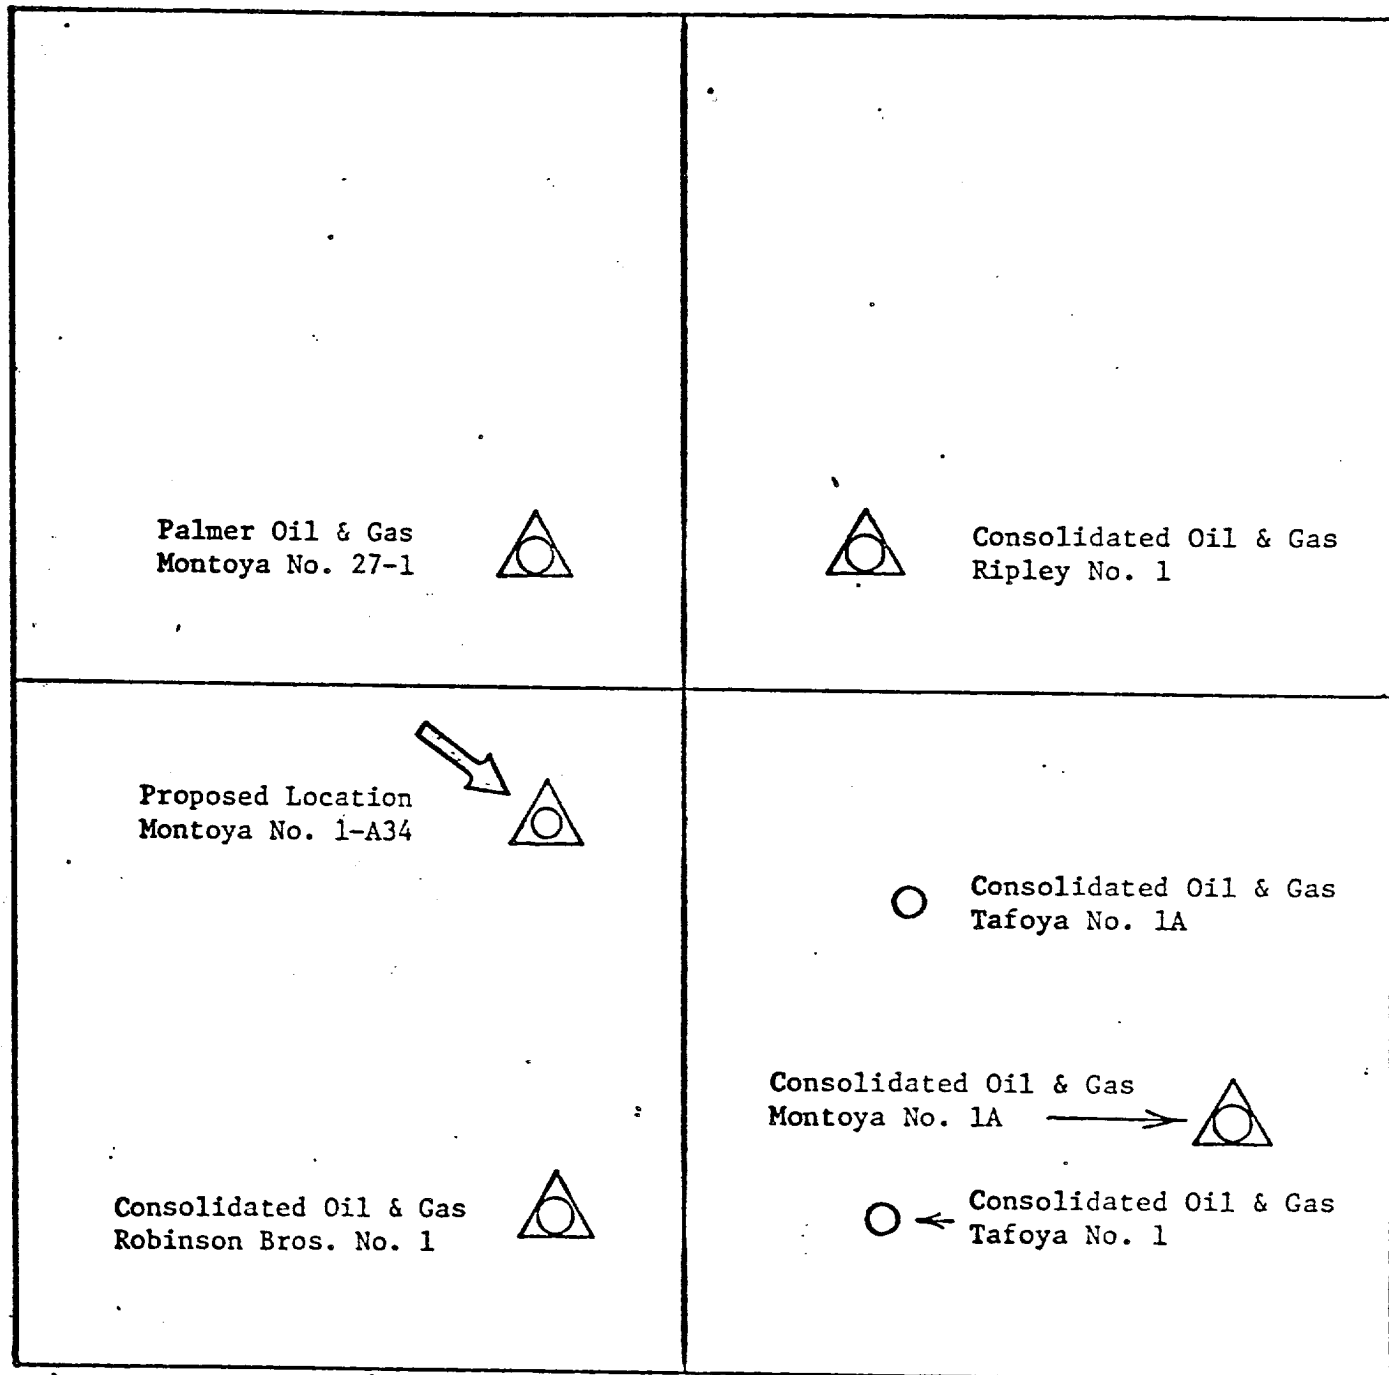 Palmer Oil & Gas
Montoya No. 27-1
Consolidated Oil & Gas
Ripley No. 1
Proposed Location
Montoya No. 1-A34
Consolidated Oil & Gas
Tafoya No. 1A
Consolidated Oil & Gas
Montoya No. 1A
Consolidated Oil & Gas
Robinson Bros. No. 1
Consolidated Oil & Gas
Tafoya No. 1